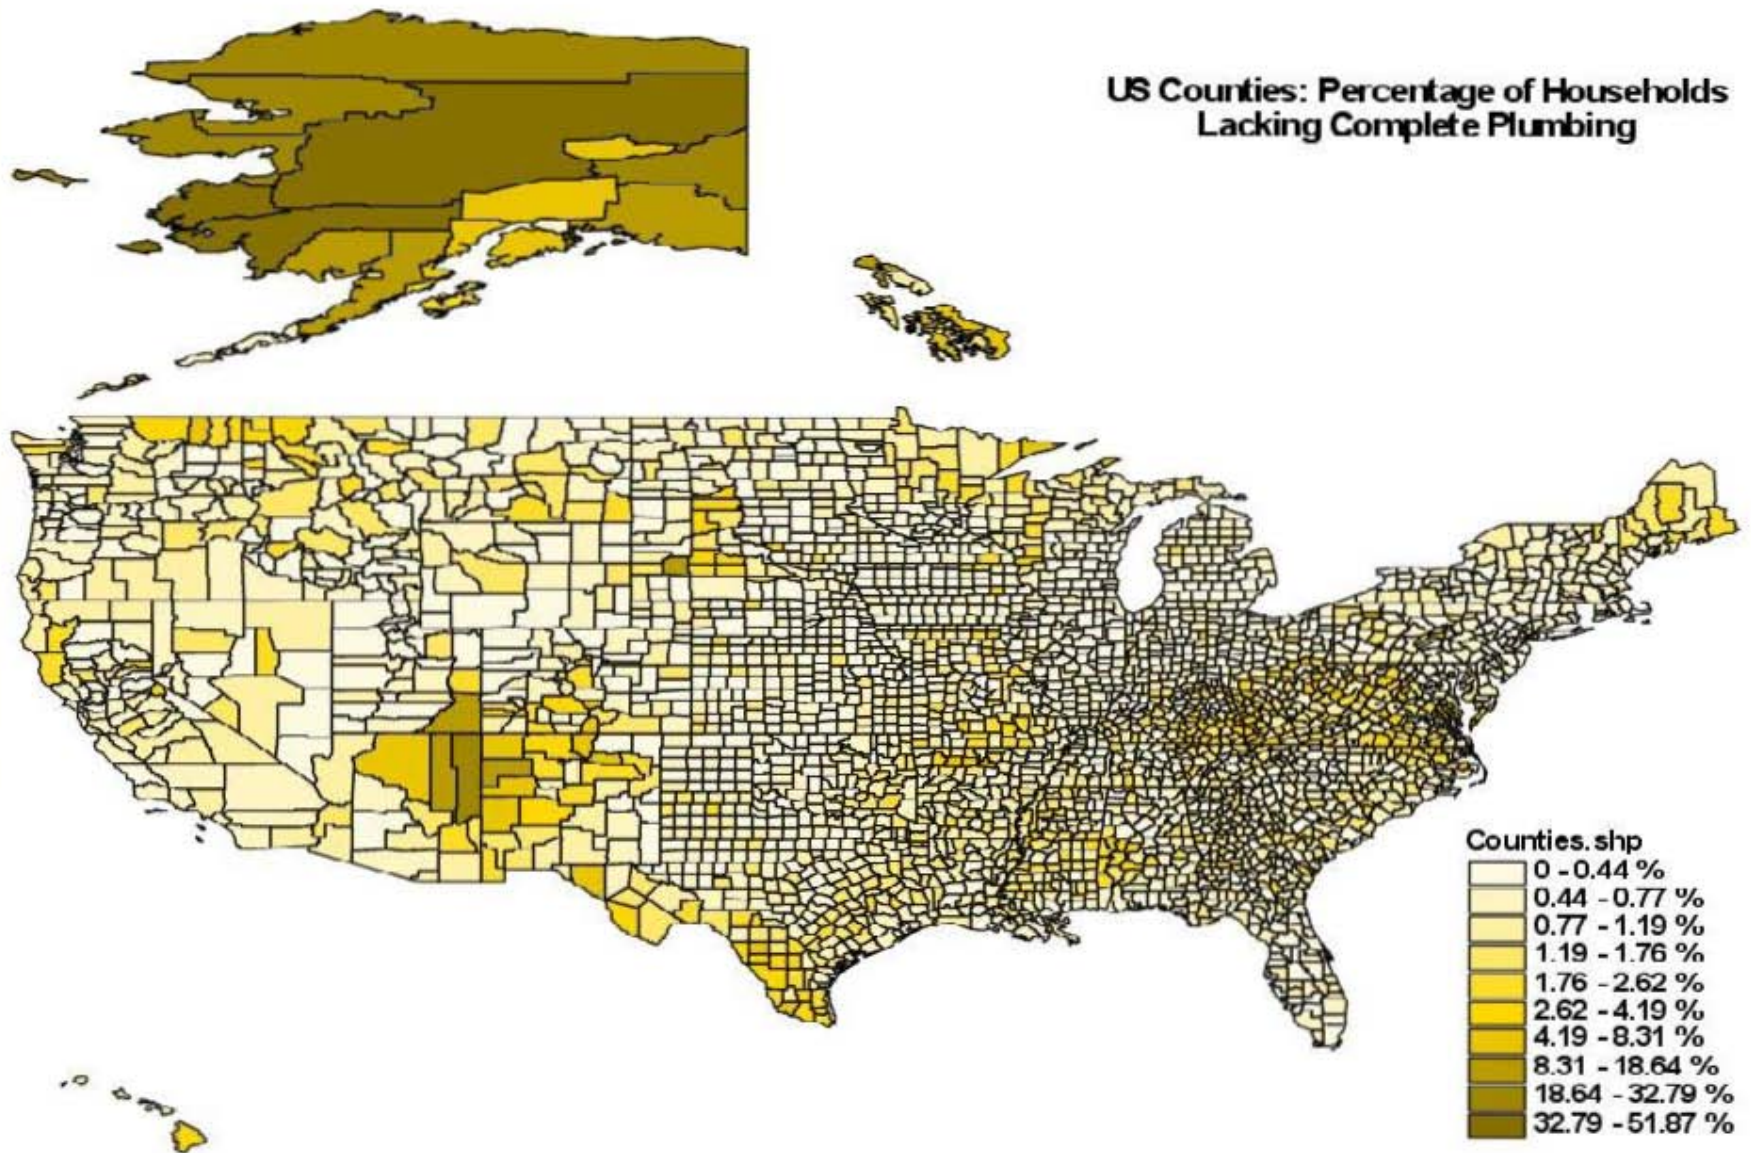 US Counties: Percentage of Households
Lacking Complete Plumbing
Counties.shp
0 - 0.44 %
0.44 - 0.77 %
0.77 - 1.19 %
1.19 - 1.76 %
1.76 - 2.62 %
2.62 - 4.19 %
4.19 - 8.31 %
8.31 - 18.64 %
18.64 - 32.79 %
32.79 - 51.87 %